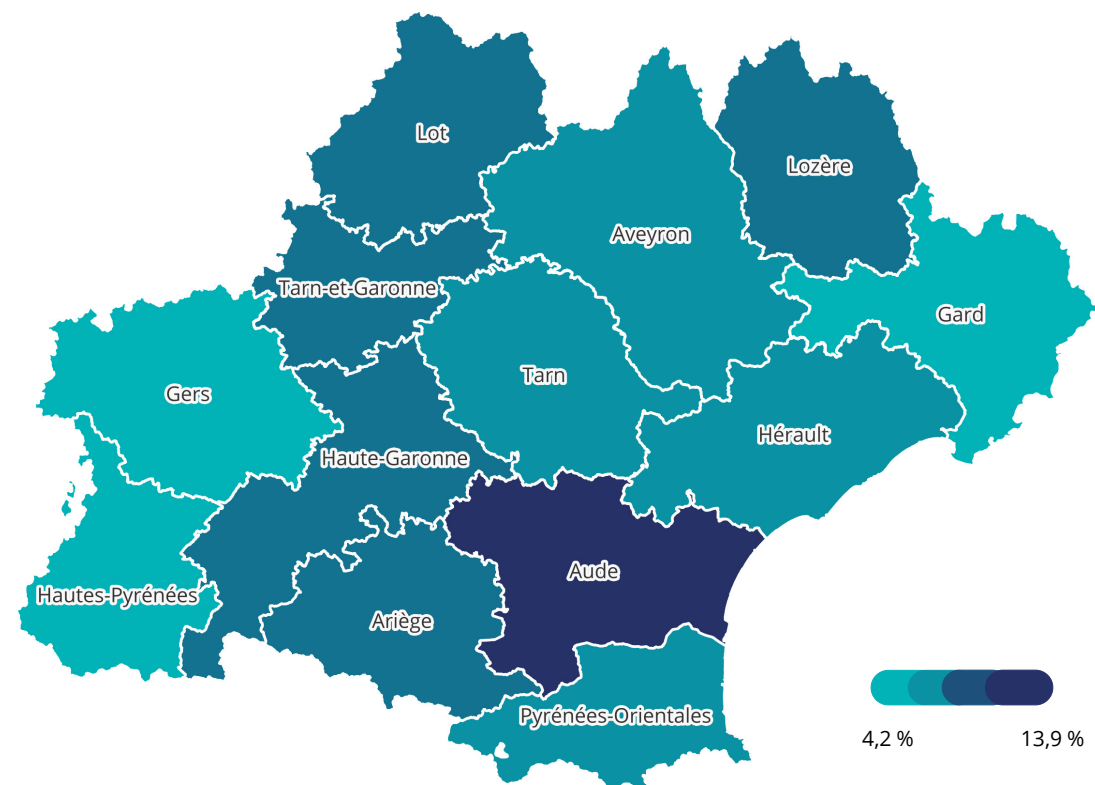 Lot
Lozère
Aveyron
Tarn-et-Garonne
Gard
Tarn
Gers
Hérault
Haute-Garonne
Aude
Hautes-Pyrénées
Ariège
Pyrénées-Orientales
4,2 %
13,9 %